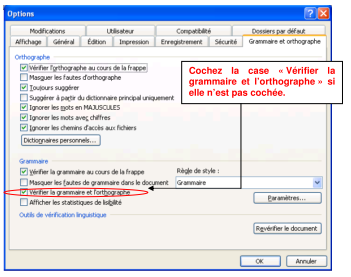 Options
Modifications Utilisateur Compatibilité Dossiers par défaut
Affichage Général Édition Impression Enregistrement Sécurité Grammaire et orthographe
Orthographe
Vérifier l'orthographe au cours de la frappe
Masquer les fautes d'orthographe
Toujours suggérer
Suggérer à partir du dictionnaire principal uniquement
Ignorer les mots en MAJUSCULES
Ignorer les mots avec chiffres
Ignorer les chemins d'accès aux fichiers
Dictionnaires personnels...
Cochez la case « Vérifier la
grammaire et l'orthographe » si
elle n'est pas cochée.
Grammaire
Vérifier la grammaire au cours de la frappe
Masquer les fautes de grammaire dans le document
Vérifier la grammaire et l'orthographe
Afficher les statistiques de lisibilité
Règle de style :
Grammaire
Paramètres...
Outils de vérification linguistique
Revérifier le document
OK Annuler